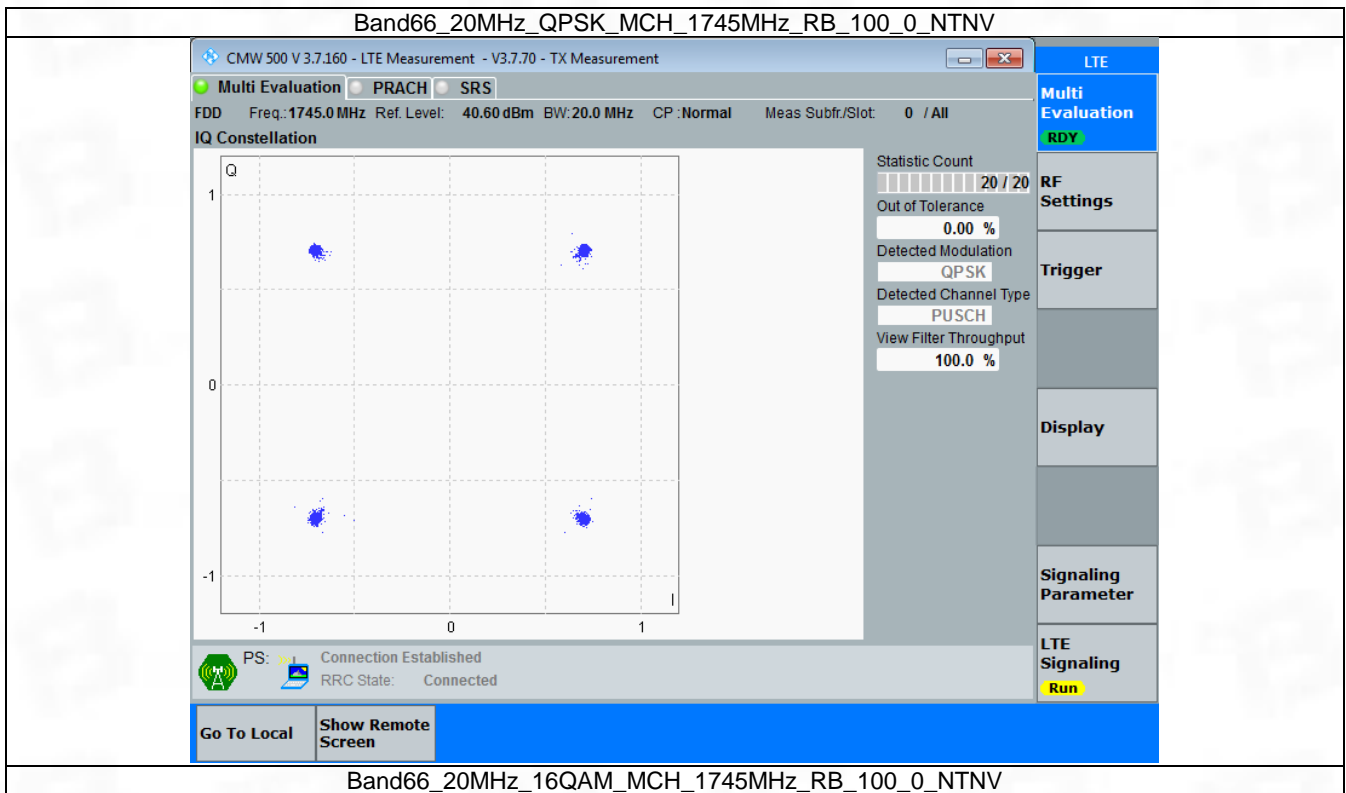 Band66_20MHz_QPSK_MCH_1745MHz_RB_100_0_NTNV
CMW 500 V 3.7.160 - LTE Measurement - V3.7.70 - TX Measurement
LTE
Multi Evaluation PRACH SRS
Multi
Evaluation
RDY
FDD Freq.:1745.0 MHz Ref. Level: 40.60 dBm BW:20.0 MHz CP :Normal Meas Subfr./Slot: 0 / All
IQ Constellation
Q
1
0
-1
-1 0 1
I
Statistic Count
20 / 20
Out of Tolerance
0.00 %
Detected Modulation
QPSK
Detected Channel Type
PUSCH
View Filter Throughput
100.0 %
RF
Settings
Trigger
Display
Signaling
Parameter
LTE
Signaling
Run
PS: Connection Established
RRC State: Connected
Go To Local
Show Remote
Screen
Band66_20MHz_16QAM_MCH_1745MHz_RB_100_0_NTNV